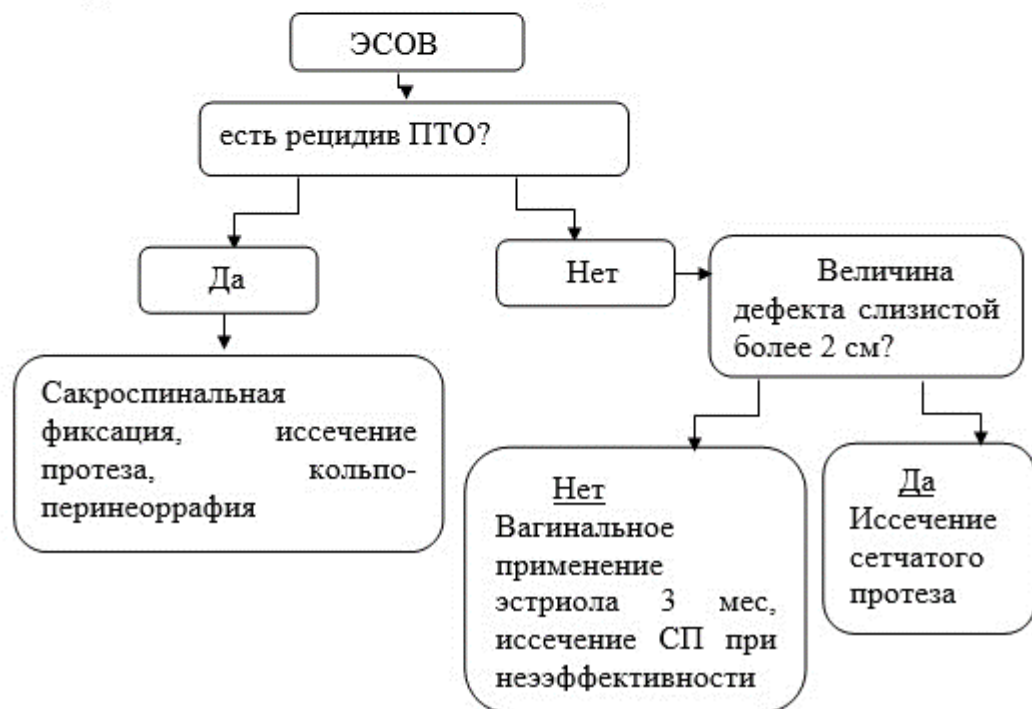 ЭСОВ
есть рецидив ПТО?
Да
Нет
Величина
дефекта слизистой
более 2 см?
Сакроспинальная
фиксация, иссечение
протеза, кольпо-
перинеоррафия
Нет
Вагинальное
применение
эстриола 3 мес,
иссечение СП при
неээффективности
Да
Иссечение
сетчатого
протеза